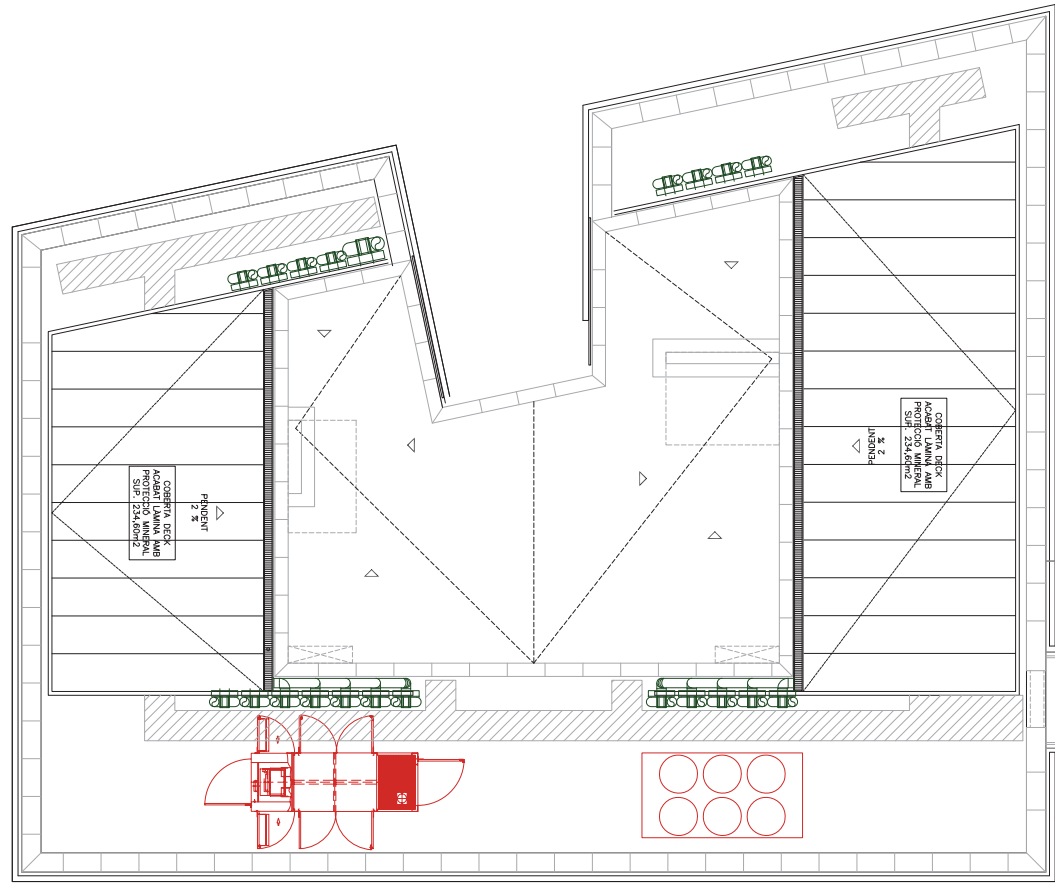 COBERTA DECK
ACABAT LÀMINA AMB
PROTECCIÓ MINERAL
SUP. 234,60m2
PENDENT
2 %
COBERTA DECK
ACABAT LÀMINA AMB
PROTECCIÓ MINERAL
SUP. 234,60m2
PENDENT
2 %